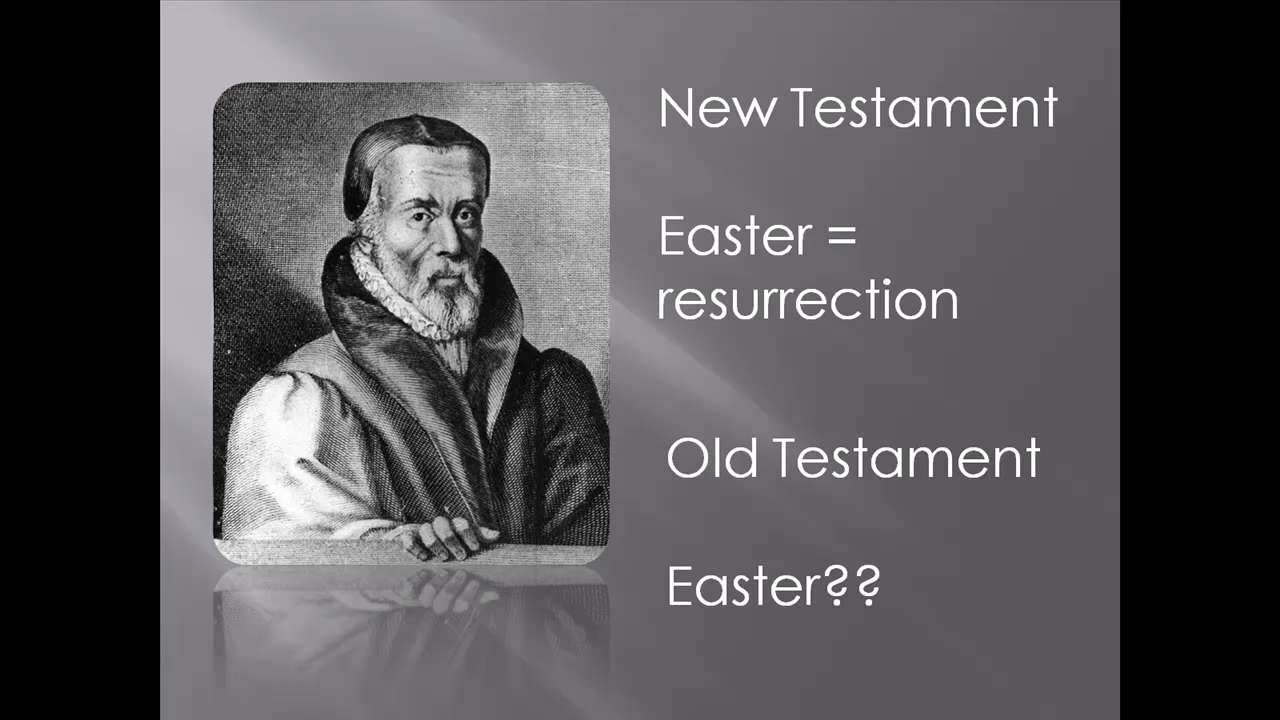 New Testament
Easter =
resurrection
Old Testament
Easter??